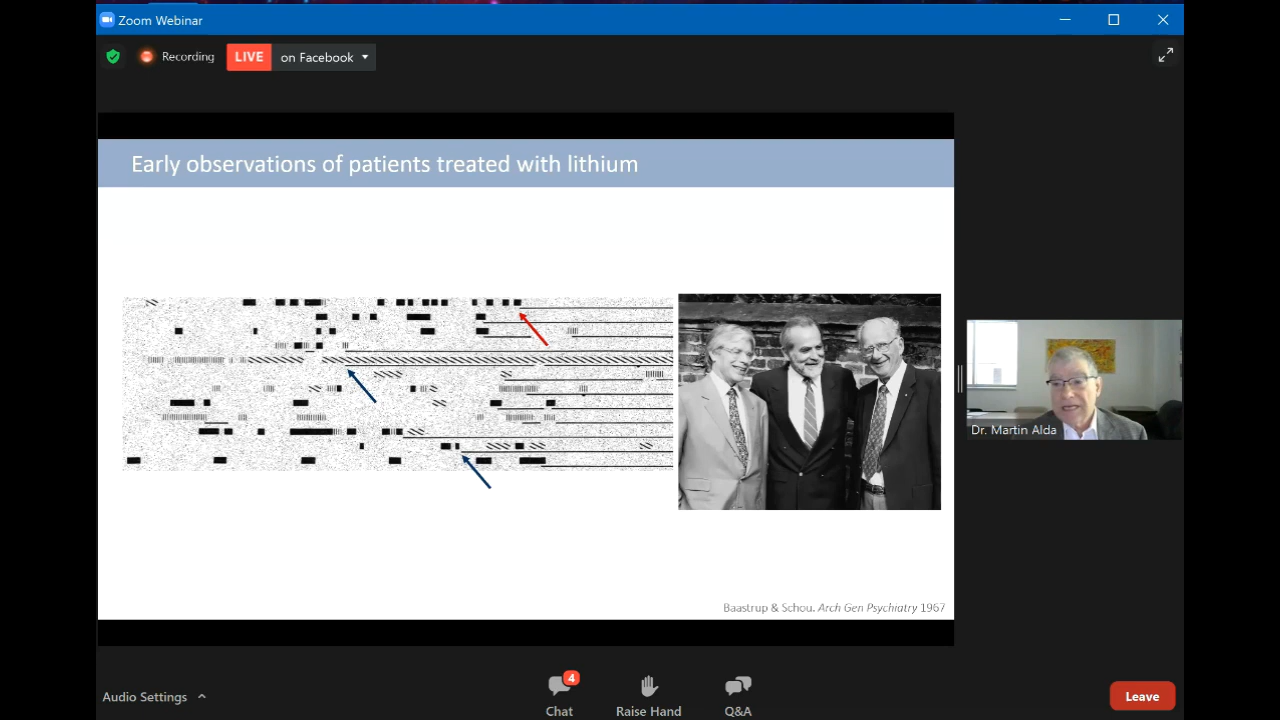 Zoom Webinar
Recording
LIVE
on Facebook
Early observations of patients treated with lithium
Dr. Martin Alda
Baastrup & Schou. Arch Gen Psychiatry 1967
Audio Settings
4
Chat
Raise Hand
Q&A
Leave